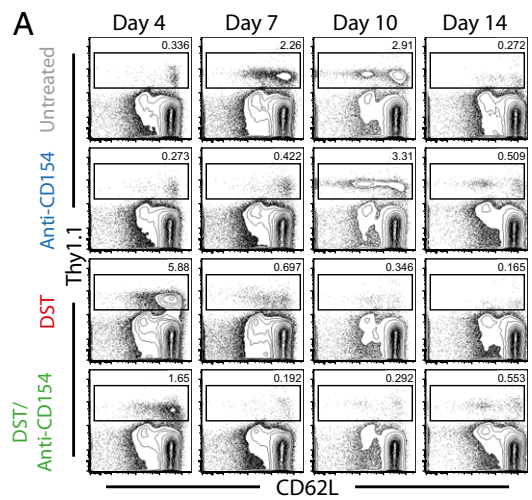 A
Day 4 Day 7 Day 10 Day 14
Untreated
0.336 2.26 2.91 0.272
Anti-CD154
0.273 0.422 3.31 0.509
Thy1.1
DST
5.88 0.697 0.346 0.165
DST/
Anti-CD154
1.65 0.192 0.292 0.553
CD62L